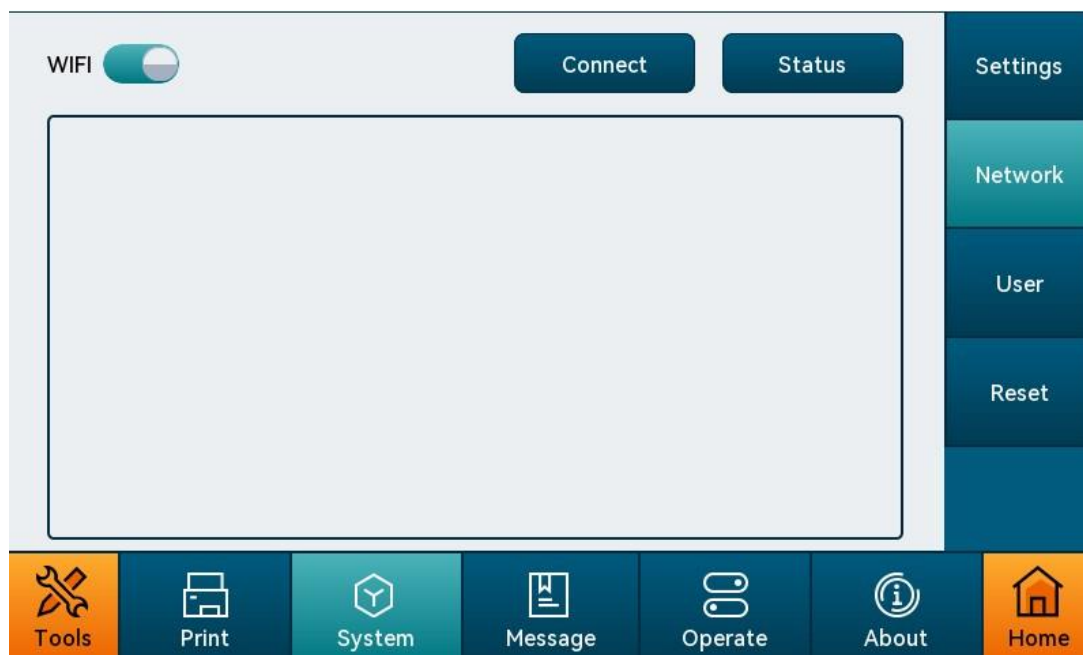 WIFI
Connect
Status
Settings
Network
User
Reset
Tools
Print
System
Message
Operate
About
Home